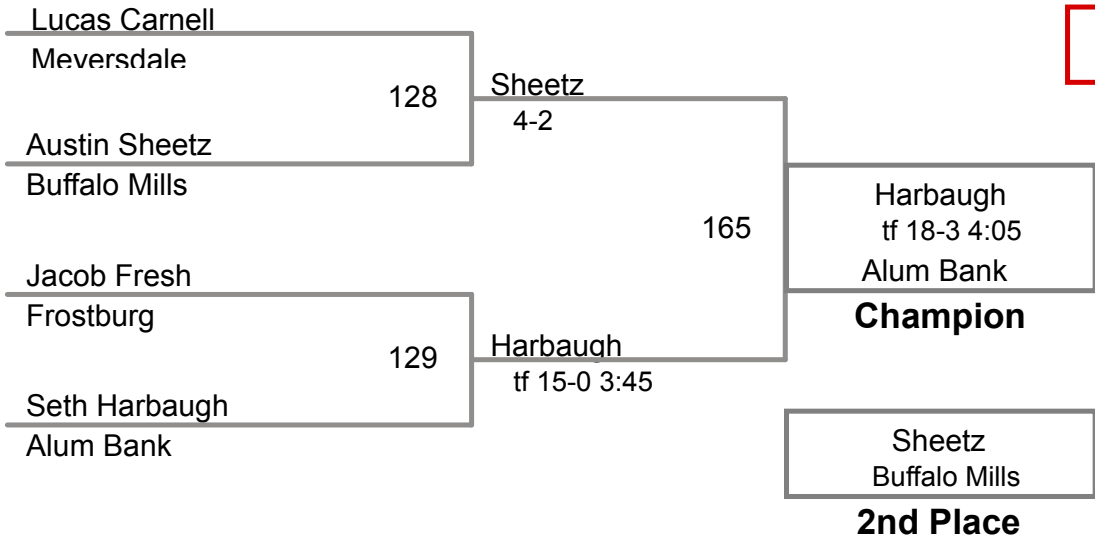 Lucas Carnell
Meyersdale
128
Sheetz
4-2
Austin Sheetz
Buffalo Mills
165
Harbaugh
tf 18-3 4:05
Alum Bank
Champion
Jacob Fresh
Frostburg
129
Harbaugh
tf 15-0 3:45
Seth Harbaugh
Alum Bank
Sheetz
Buffalo Mills
2nd Place